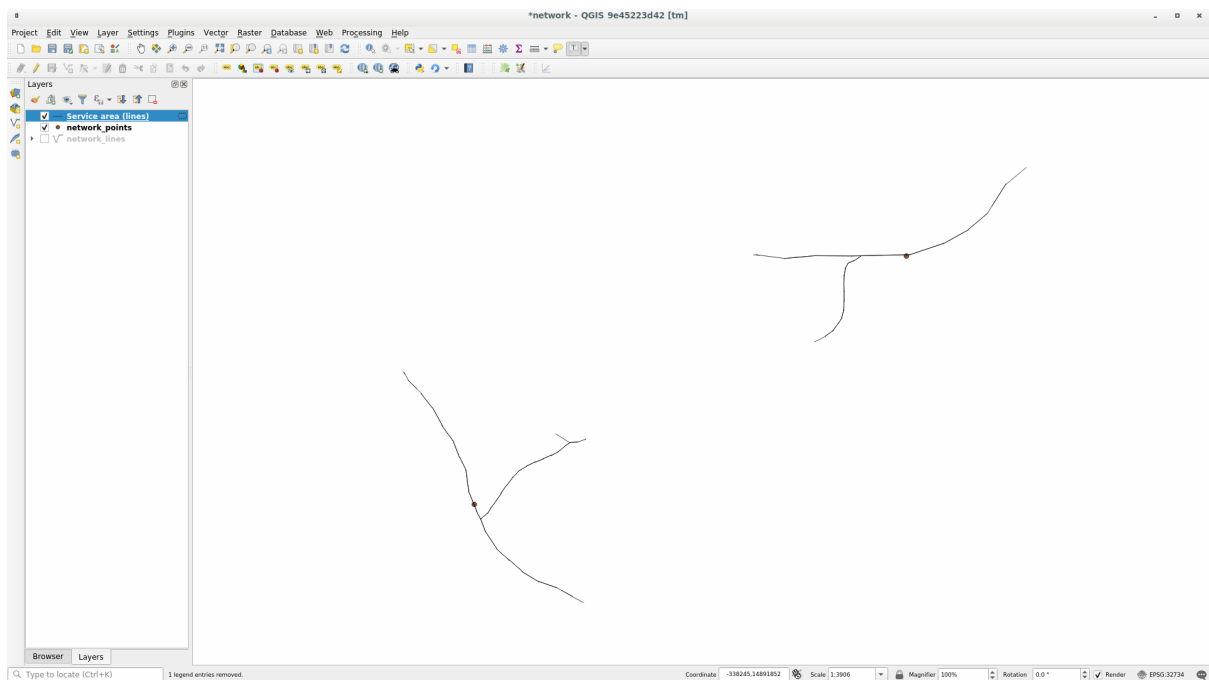 *network - QGIS 9e45223d42 [tm]
Project Edit View Layer Settings Plugins Vector Raster Database Web Processing Help
Layers
Service area (lines)
network_points
network_lines
Browser Layers
Type to locate (Ctrl+K) 1 legend entries removed. Coordinate -338245,14891852 Scale 1:3906 Magnifier 100% Rotation 0.0 ° Render EPSG:32734